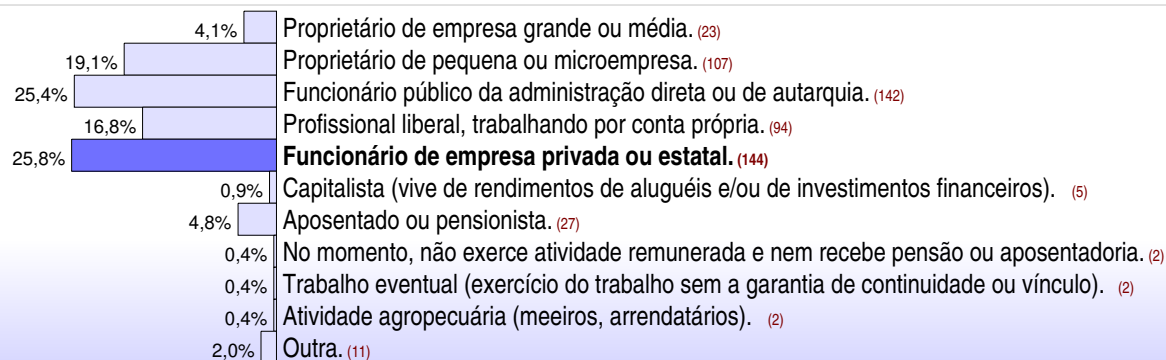 4,1% Proprietário de empresa grande ou média. (23)
19,1% Proprietário de pequena ou microempresa. (107)
25,4% Funcionário público da administração direta ou de autarquia. (142)
16,8% Profissional liberal, trabalhando por conta própria. (94)
25,8% Funcionário de empresa privada ou estatal. (144)
0,9% Capitalista (vive de rendimentos de aluguéis e/ou de investimentos financeiros). (5)
4,8% Aposentado ou pensionista. (27)
0,4% No momento, não exerce atividade remunerada e nem recebe pensão ou aposentadoria. (2)
0,4% Trabalho eventual (exercício do trabalho sem a garantia de continuidade ou vínculo). (2)
0,4% Atividade agropecuária (meeiros, arrendatários). (2)
2,0% Outra. (11)